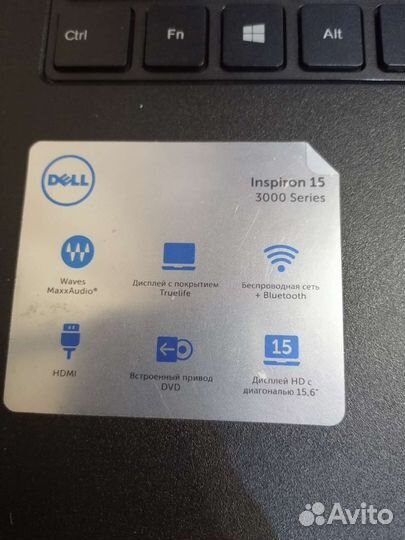 Ctrl
Fn
Alt
DELL
Inspiron 15
3000 Series
Waves
MaxxAudio®
Дисплей с покрытием
Truelife
Беспроводная сеть
+ Bluetooth
HDMI
Встроенный привод
DVD
15
Дисплей HD с
диагональю 15,6"
Avito